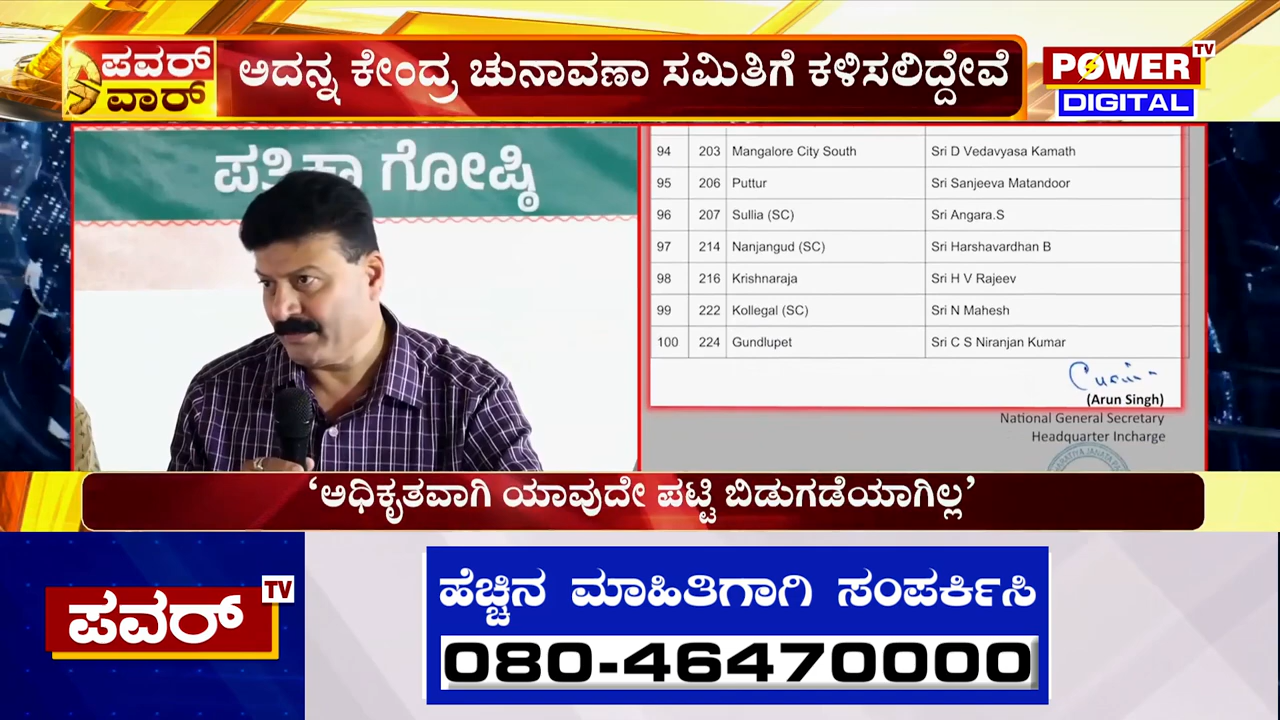 ಪವರ್
ವಾರ್
ಅದನ್ನ ಕೇಂದ್ರ ಚುನಾವಣಾ ಸಮಿತಿಗೆ ಕಳಿಸಲಿದ್ದೇವೆ
POWER TV
DIGITAL
ಗೋಷ್ಠಿ
94 203 Mangalore City South Sri D Vedavyasa Kamath
95 206 Puttur Sri Sanjeeva Matandoor
96 207 Sullia (SC) Sri Angara.S
97 214 Nanjangud (SC) Sri Harshavardhan B
98 216 Krishnaraja Sri H V Rajeev
99 222 Kollegal (SC) Sri N Mahesh
100 224 Gundlupet Sri C S Niranjan Kumar
(Arun Singh)
National General Secretary
Headquarter Incharge
‘ಅಧಿಕೃತವಾಗಿ ಯಾವುದೇ ಪಟ್ಟಿ ಬಿಡುಗಡೆಯಾಗಿಲ್ಲ’
ಪವರ್ TV
ಹೆಚ್ಚಿನ ಮಾಹಿತಿಗಾಗಿ ಸಂಪರ್ಕಿಸಿ
080-46470000